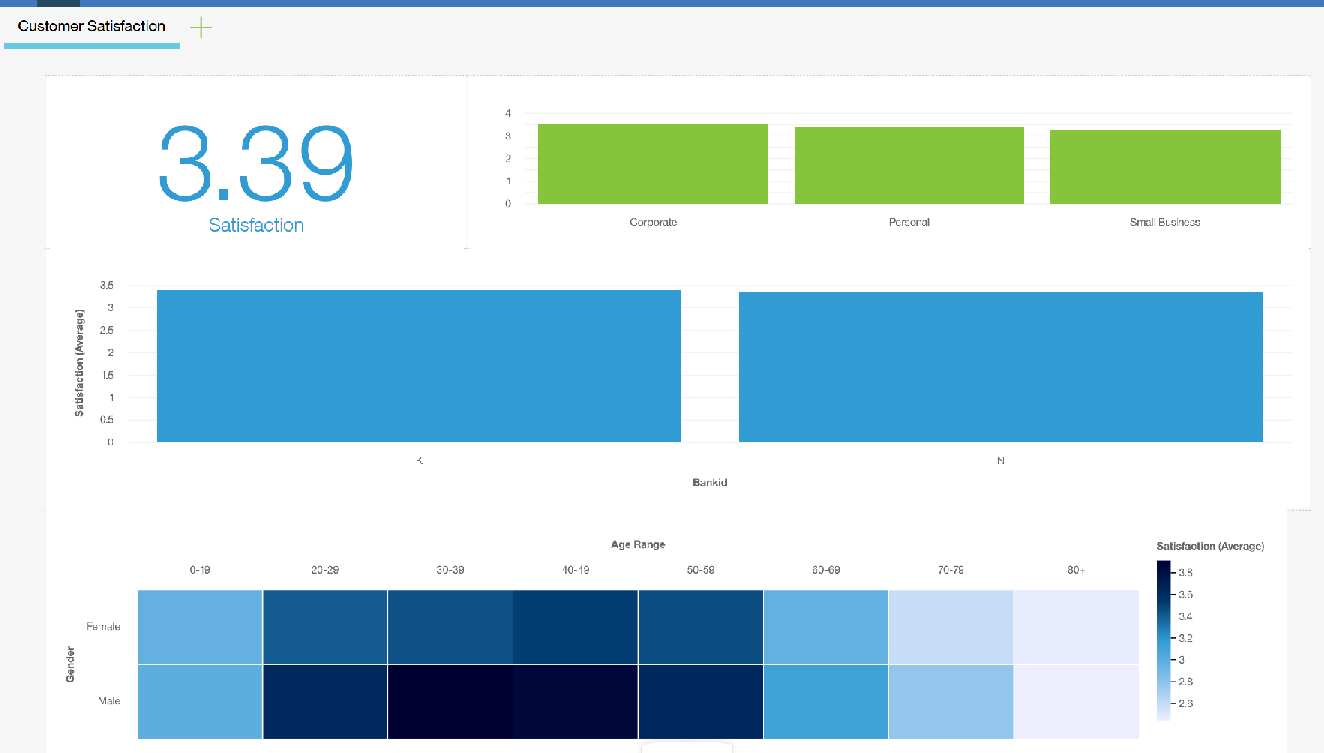 Customer Satisfaction
3.39
Satisfaction
4
3
2
1
0
Corporate
Personal
Small Business
Satisfaction (Average)
3.5
3
2.5
2
1.5
1
0.5
0
K
N
Bankid
Age Range
0-19
20-29
30-39
40-49
50-59
60-69
70-79
80+
Gender
Female
Male
Satisfaction (Average)
3.8
3.6
3.4
3.2
3
2.8
2.6